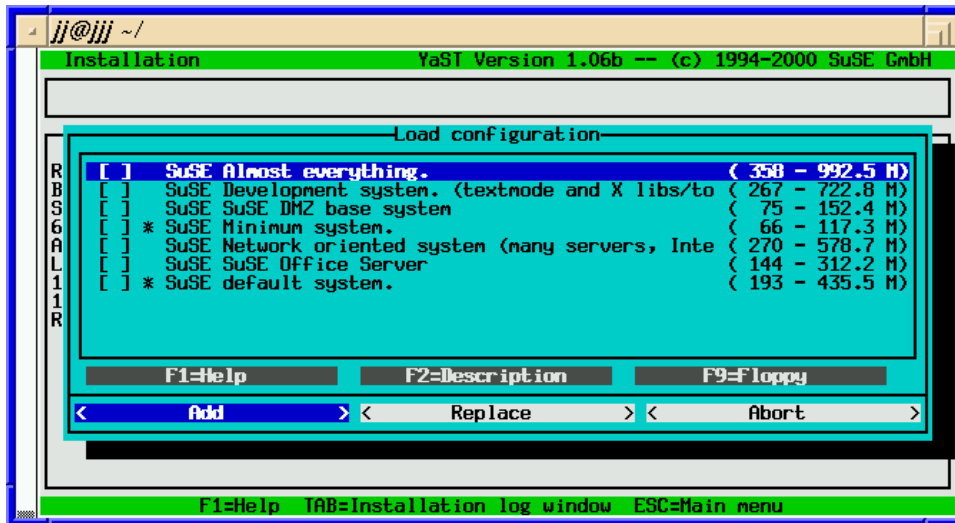 jj@jjj ~/
Installation YaST Version 1.06b -- (c) 1994-2000 SuSE GmbH
Load configuration
R [ ] SuSE Almost everything. ( 358 - 992.5 M)
B [ ] SuSE Development system. (textmode and X libs/to ( 267 - 722.8 M)
S [ ] SuSE SuSE DMZ base system ( 75 - 152.4 M)
6 [ ] * SuSE Minimum system. ( 66 - 117.3 M)
A [ ] SuSE Network oriented system (many servers, Inte ( 270 - 578.7 M)
L [ ] SuSE SuSE Office Server ( 144 - 312.2 M)
1 [ ] * SuSE default system. ( 193 - 435.5 M)
1
R
F1=Help F2=Description F9=Floppy
< Add > < Replace > < Abort >
F1=Help TAB=Installation log window ESC=Main menu